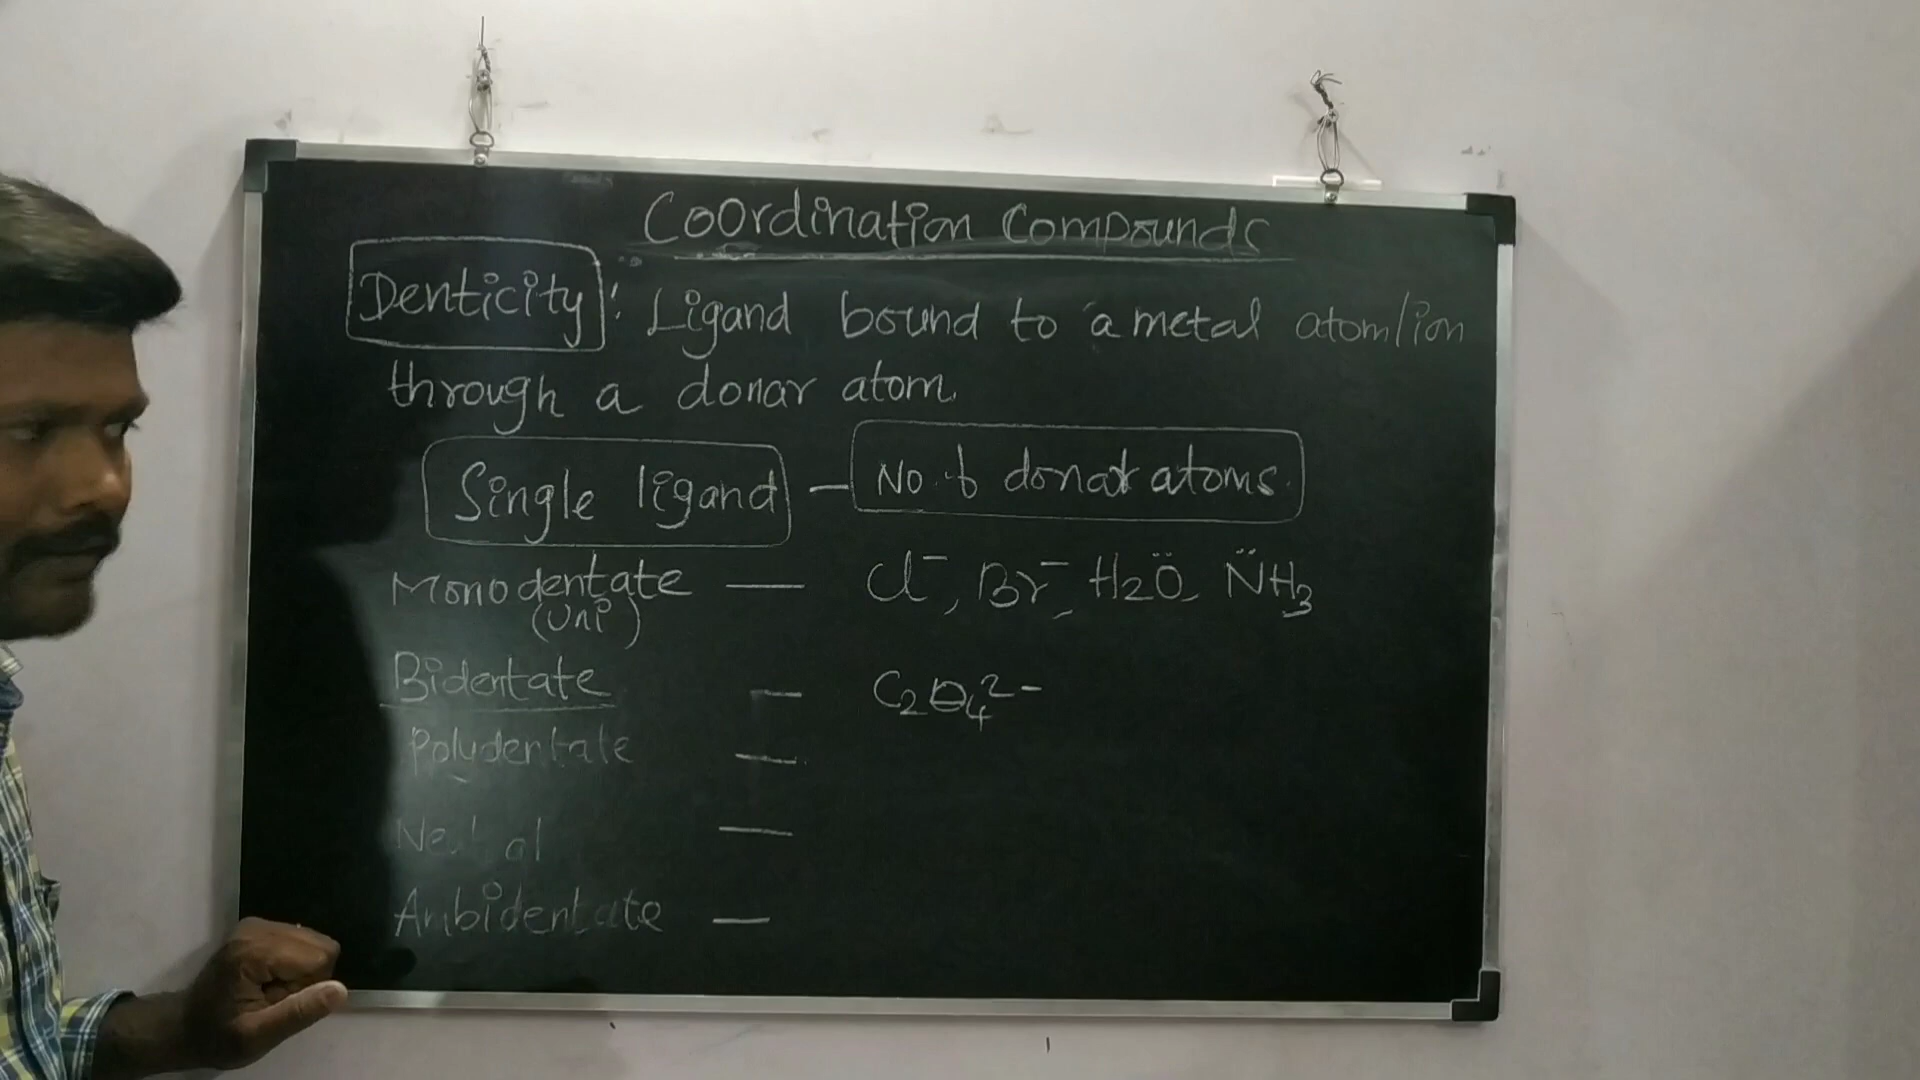 Coordination Compounds
Denticity: Ligand bound to a metal atom/ion
through a donar atom.
Single ligand — No. of donar atoms.
Monodentate — Cl⁻, Br⁻, H2Ö, N̈H3
(Uni)
Bidentate — C2O4²⁻
Polydentate —
Neutral —
Ambidentate —